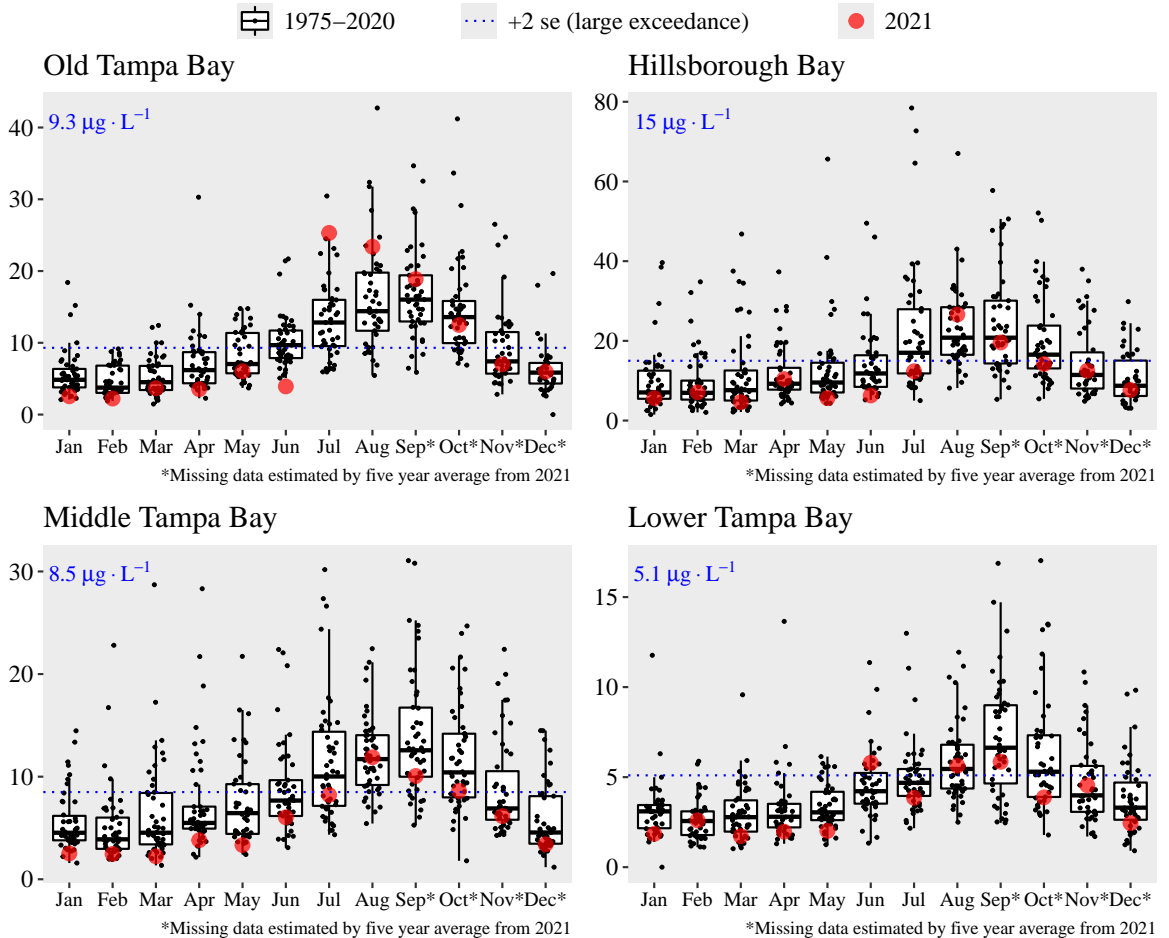 1975−2020 +2 se (large exceedance) 2021
Old Tampa Bay
9.3 μg · L⁻¹
40
30
20
10
0
Jan Feb Mar Apr May Jun Jul Aug Sep* Oct* Nov* Dec*
*Missing data estimated by five year average from 2021
Hillsborough Bay
15 μg · L⁻¹
80
60
40
20
0
Jan Feb Mar Apr May Jun Jul Aug Sep* Oct* Nov* Dec*
*Missing data estimated by five year average from 2021
Middle Tampa Bay
8.5 μg · L⁻¹
30
20
10
0
Jan Feb Mar Apr May Jun Jul Aug Sep* Oct* Nov* Dec*
*Missing data estimated by five year average from 2021
Lower Tampa Bay
5.1 μg · L⁻¹
15
10
5
0
Jan Feb Mar Apr May Jun Jul Aug Sep* Oct* Nov* Dec*
*Missing data estimated by five year average from 2021